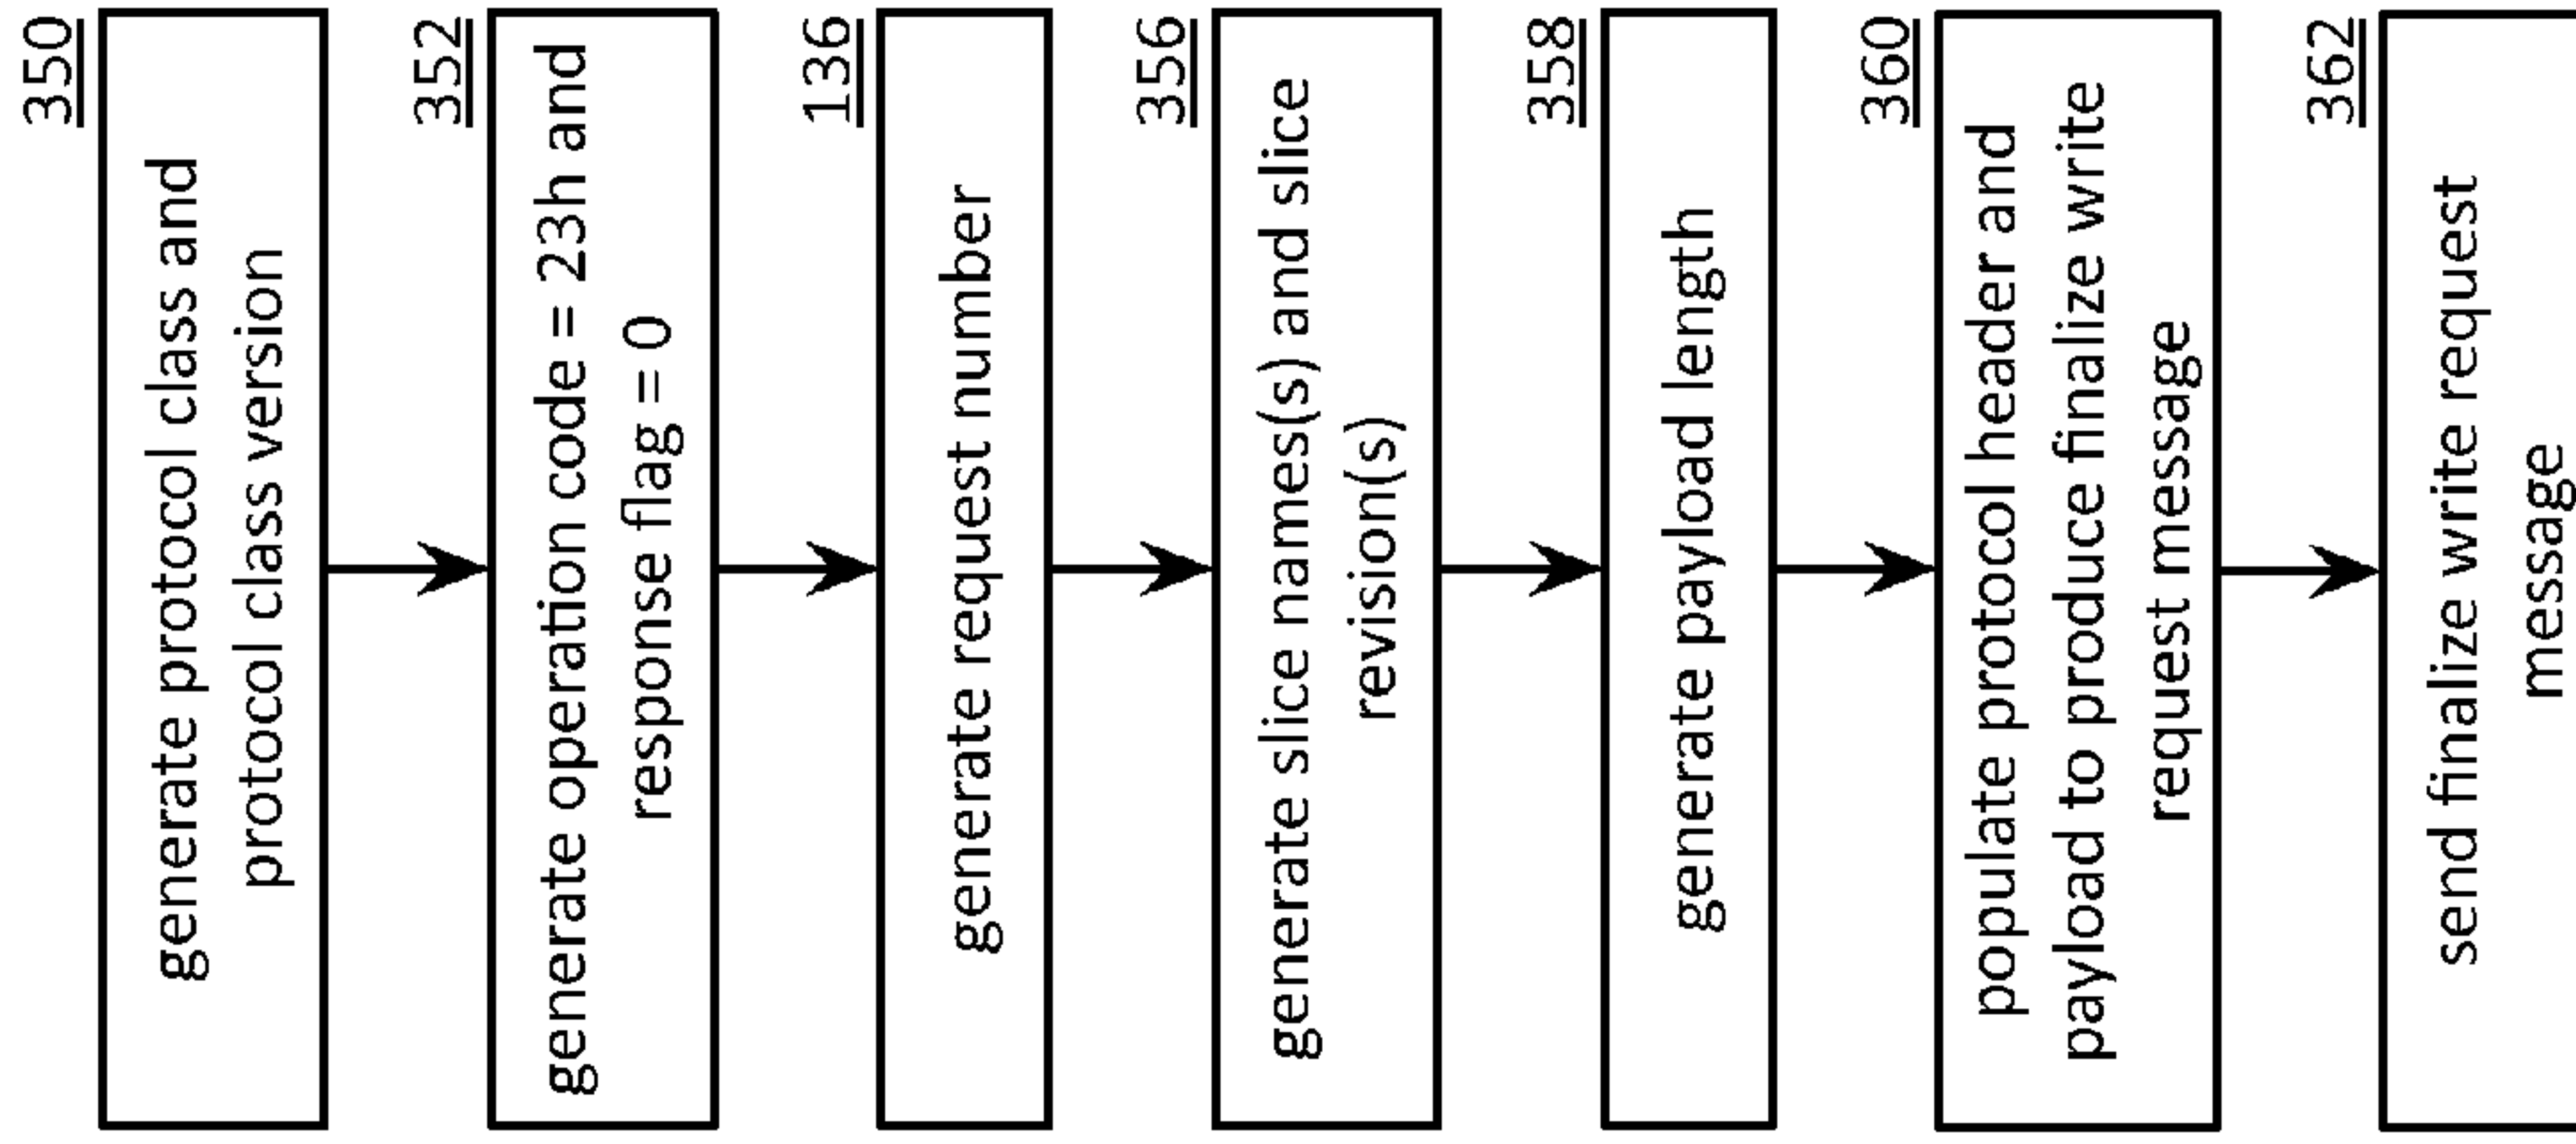 350
generate protocol class and
protocol class version
352
generate operation code = 23h and
response flag = 0
136
generate request number
356
generate slice names(s) and slice
revision(s)
358
generate payload length
360
populate protocol header and
payload to produce finalize write
request message
362
send finalize write request
message